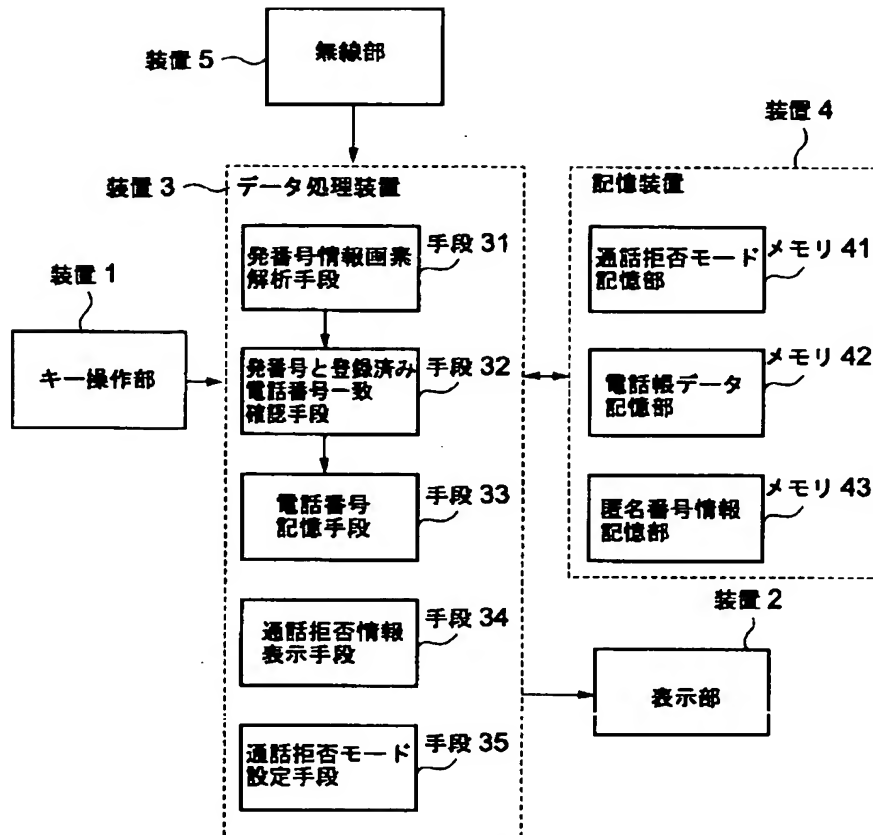 装置 5
無線部
装置 4
装置 3
データ処理装置
記憶装置
発番号情報画素
解析手段
手段 31
通話拒否モード
記憶部
メモリ 41
装置 1
キー操作部
発番号と登録済み
電話番号一致
確認手段
手段 32
電話帳データ
記憶部
メモリ 42
電話番号
記憶手段
手段 33
匿名番号情報
記憶部
メモリ 43
装置 2
通話拒否情報
表示手段
手段 34
表示部
通話拒否モード
設定手段
手段 35